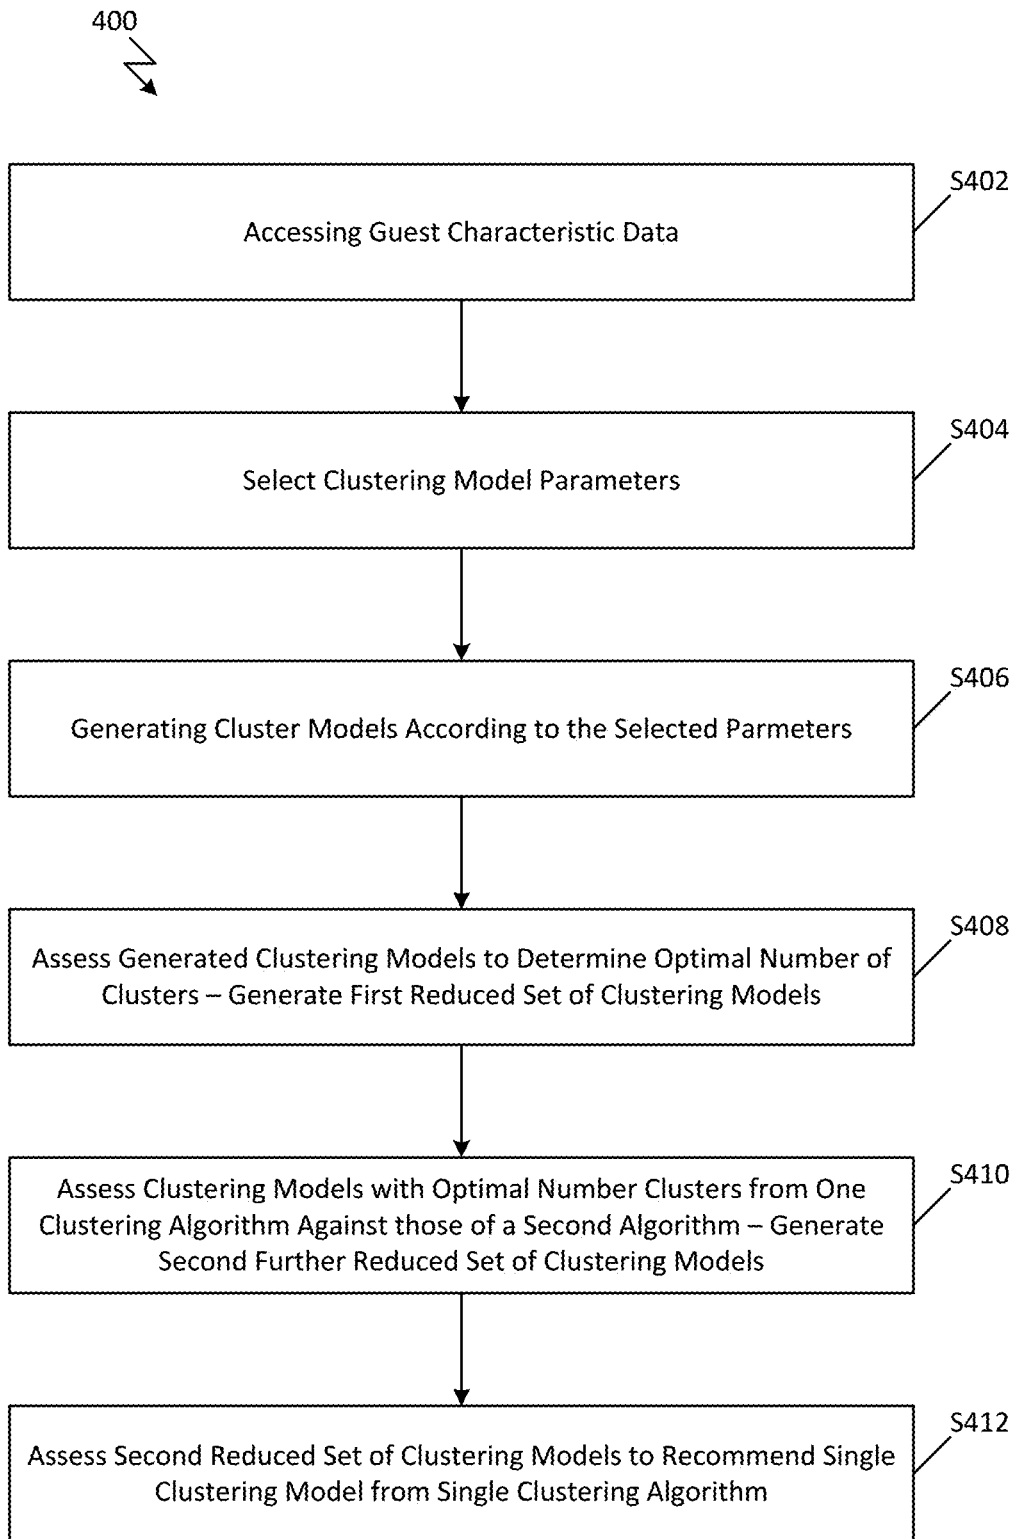 400
S402
Accessing Guest Characteristic Data
S404
Select Clustering Model Parameters
S406
Generating Cluster Models According to the Selected Parmeters
S408
Assess Generated Clustering Models to Determine Optimal Number of
Clusters – Generate First Reduced Set of Clustering Models
S410
Assess Clustering Models with Optimal Number Clusters from One
Clustering Algorithm Against those of a Second Algorithm – Generate
Second Further Reduced Set of Clustering Models
S412
Assess Second Reduced Set of Clustering Models to Recommend Single
Clustering Model from Single Clustering Algorithm